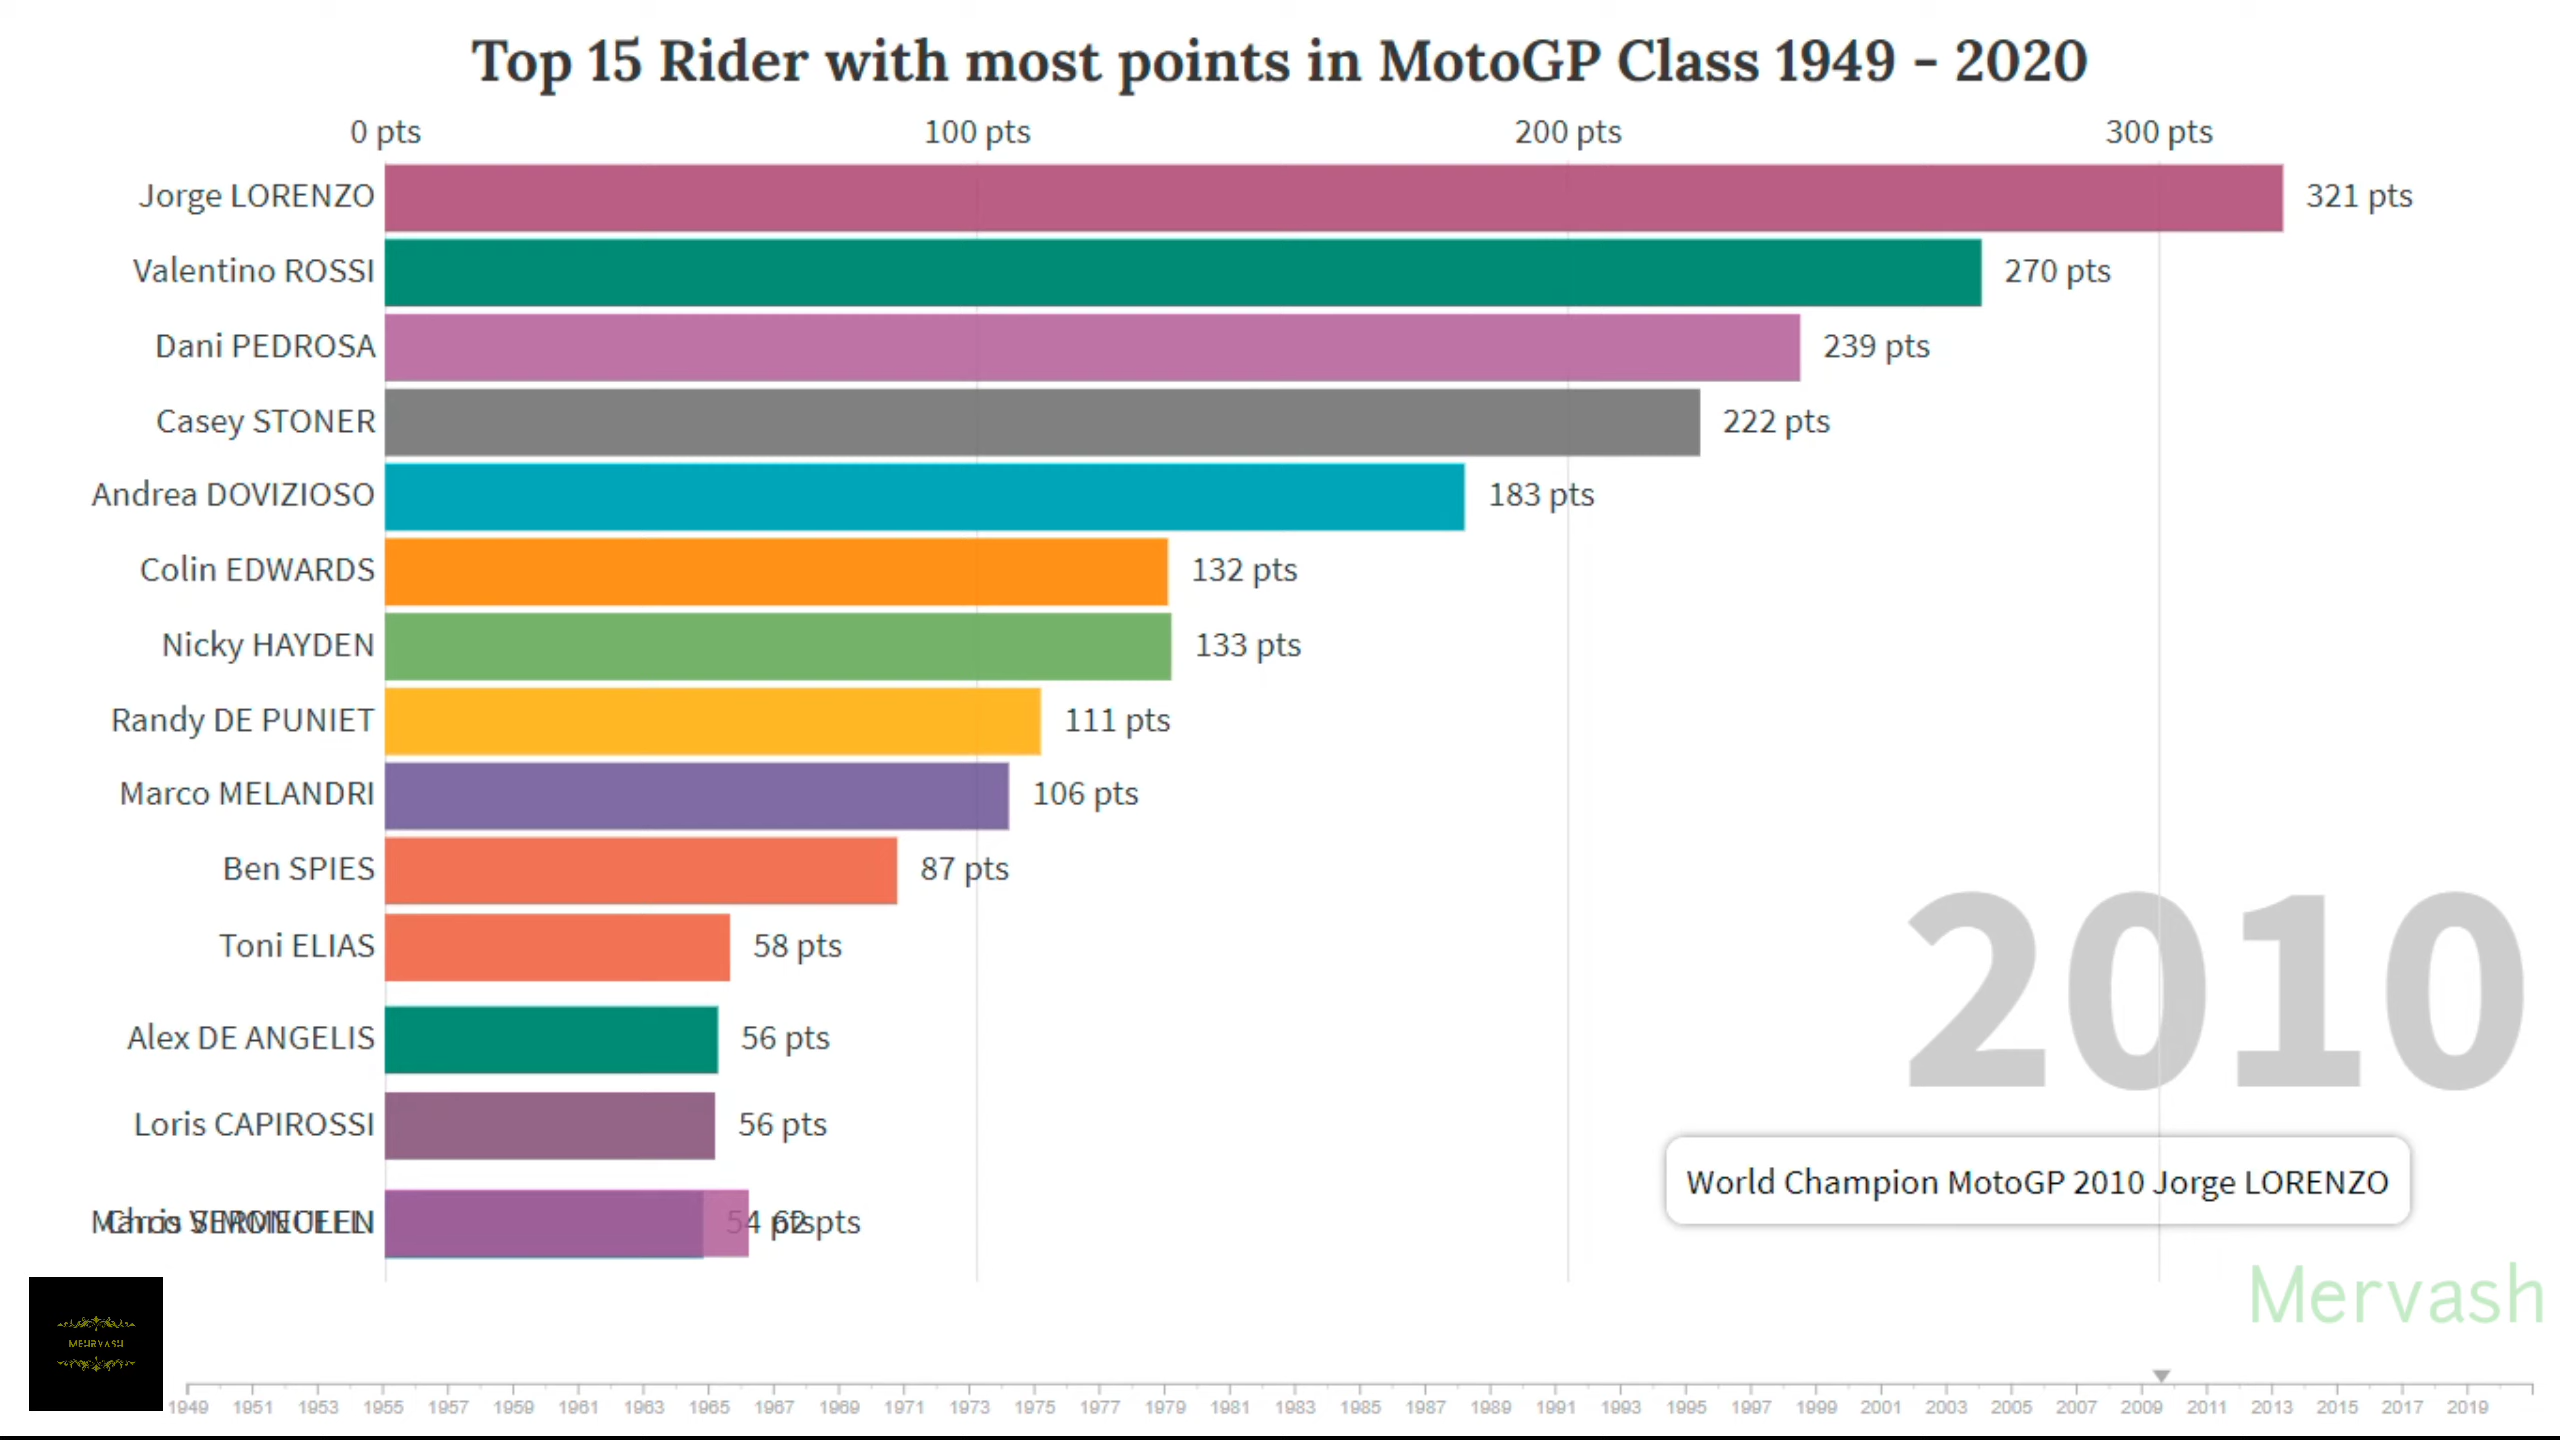 Top 15 Rider with most points in MotoGP Class 1949 - 2020
0 pts 100 pts 200 pts 300 pts
Jorge LORENZO 321 pts
Valentino ROSSI 270 pts
Dani PEDROSA 239 pts
Casey STONER 222 pts
Andrea DOVIZIOSO 183 pts
Colin EDWARDS 132 pts
Nicky HAYDEN 133 pts
Randy DE PUNIET 111 pts
Marco MELANDRI 106 pts
Ben SPIES 87 pts
Toni ELIAS 58 pts
Alex DE ANGELIS 56 pts
Loris CAPIROSSI 56 pts
54 pts 62 pts
2010
World Champion MotoGP 2010 Jorge LORENZO
Mervash
MEHRVASH
1949 1951 1953 1955 1957 1959 1961 1963 1965 1967 1969 1971 1973 1975 1977 1979 1981 1983 1985 1987 1989 1991 1993 1995 1997 1999 2001 2003 2005 2007 2009 2011 2013 2015 2017 2019